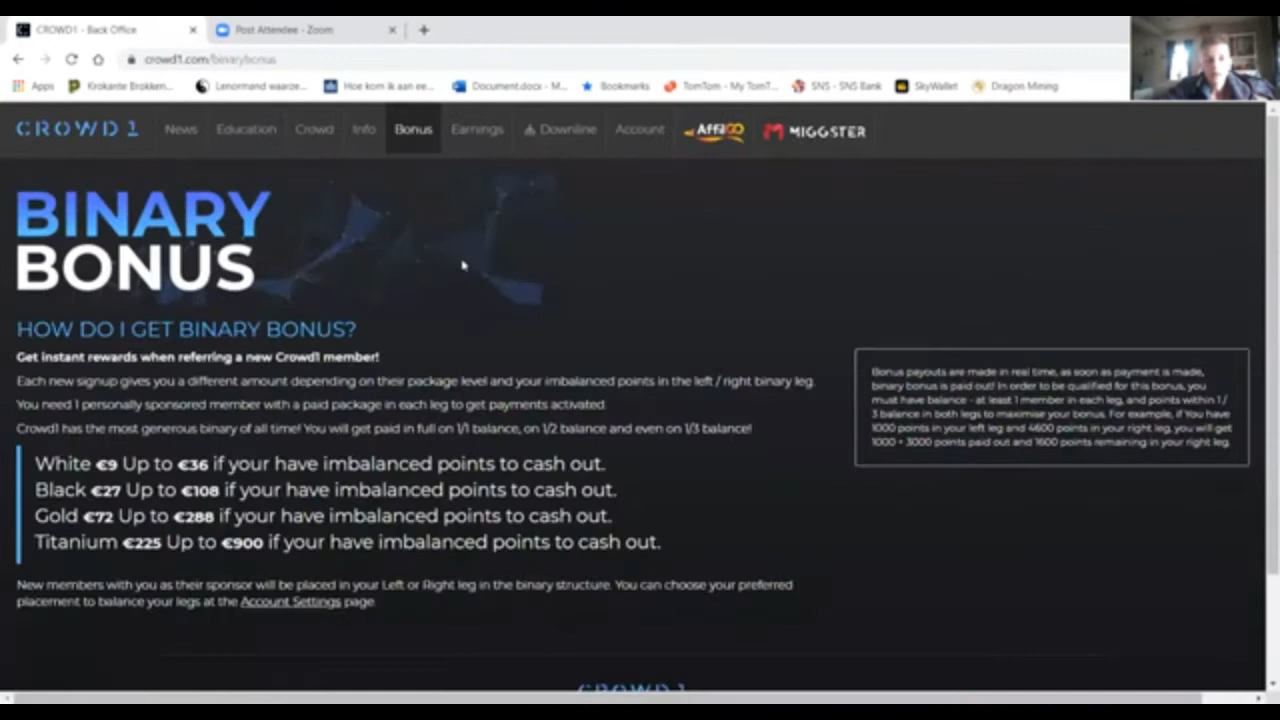 CROWD1 - Back Office
Post Attendee - Zoom
crowd1.com/binarybonus
Apps
Krokante Brokken...
Lenormand waarze...
Hoe kom ik aan ee...
Document.docx - M...
Bookmarks
TomTom - My TomT...
SNS - SNS Bank
SkyWallet
Dragon Mining
CROWD1
News
Education
Crowd
Info
Bonus
Earnings
Downline
Account
AffilGO
MIGGSTER
BINARY
BONUS
HOW DO I GET BINARY BONUS?
Get instant rewards when referring a new Crowd1 member!
Each new signup gives you a different amount depending on their package level and your imbalanced points in the left / right binary leg.
You need 1 personally sponsored member with a paid package in each leg to get payments activated
Crowd1 has the most generous binary of all time! You will get paid in full on 1/1 balance, on 1/2 balance and even on 1/3 balance!
White €9 Up to €36 if your have imbalanced points to cash out.
Black €27 Up to €108 if your have imbalanced points to cash out.
Gold €72 Up to €288 if your have imbalanced points to cash out.
Titanium €225 Up to €900 if your have imbalanced points to cash out.
New members with you as their sponsor will be placed in your Left or Right leg in the binary structure. You can choose your preferred
placement to balance your legs at the Account Settings page
Bonus payouts are made in real time, as soon as payment is made,
binary bonus is paid out! In order to be qualified for this bonus, you
must have balance - at least 1 member in each leg, and points within 1/
3 balance in both legs to maximise your bonus. For example, if You have
1000 points in your left leg and 4600 points in your right leg, you will get
1000 + 3000 points paid out and 1600 points remaining in your right leg.
CROWD1